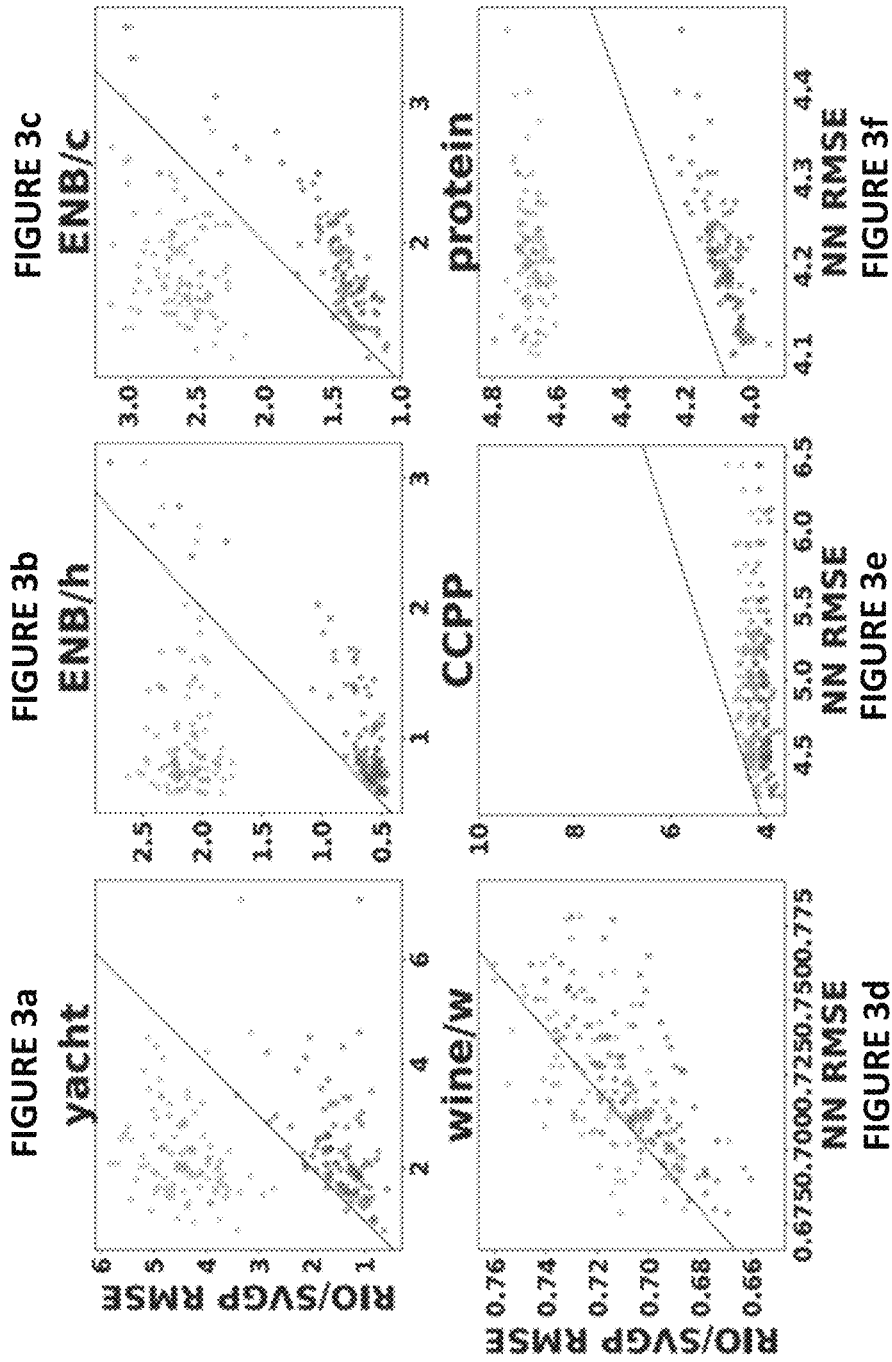 FIGURE 3a
yacht
RIO/SVGP RMSE
6
5
4
3
2
1
2
4
6
FIGURE 3b
ENB/h
2.5
2.0
1.5
1.0
0.5
1
2
3
FIGURE 3c
ENB/c
3.0
2.5
2.0
1.5
1.0
2
3
wine/w
RIO/SVGP RMSE
0.76
0.74
0.72
0.70
0.68
0.66
0.6750.7000.7250.7500.775
NN RMSE
FIGURE 3d
CCPP
10
8
6
4
4.5
5.0
5.5
6.0
6.5
NN RMSE
FIGURE 3e
protein
4.8
4.6
4.4
4.2
4.0
4.1
4.2
4.3
4.4
NN RMSE
FIGURE 3f